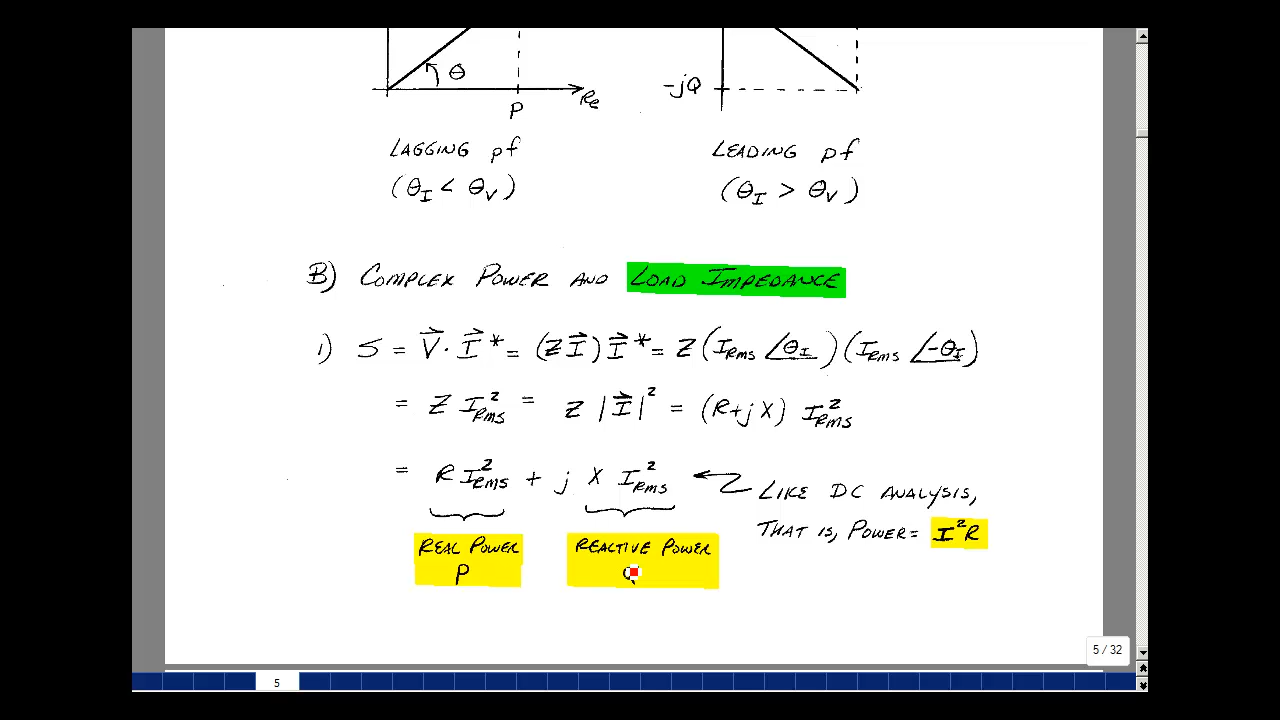 θ
Re
P
-jQ
LAGGING pf
(θI < θV)
LEADING pf
(θI > θV)
B) COMPLEX POWER AND LOAD IMPEDANCE
1) S = V⃗ · I⃗* = (Z I⃗) I⃗* = Z (IRMS ∠θI) (IRMS ∠-θI)
= Z I²RMS = Z |I⃗|² = (R+jX) I²RMS
= R I²RMS + j X I²RMS
LIKE DC ANALYSIS,
THAT IS, POWER = I²R
REAL POWER
P
REACTIVE POWER
Q
5 / 32
5